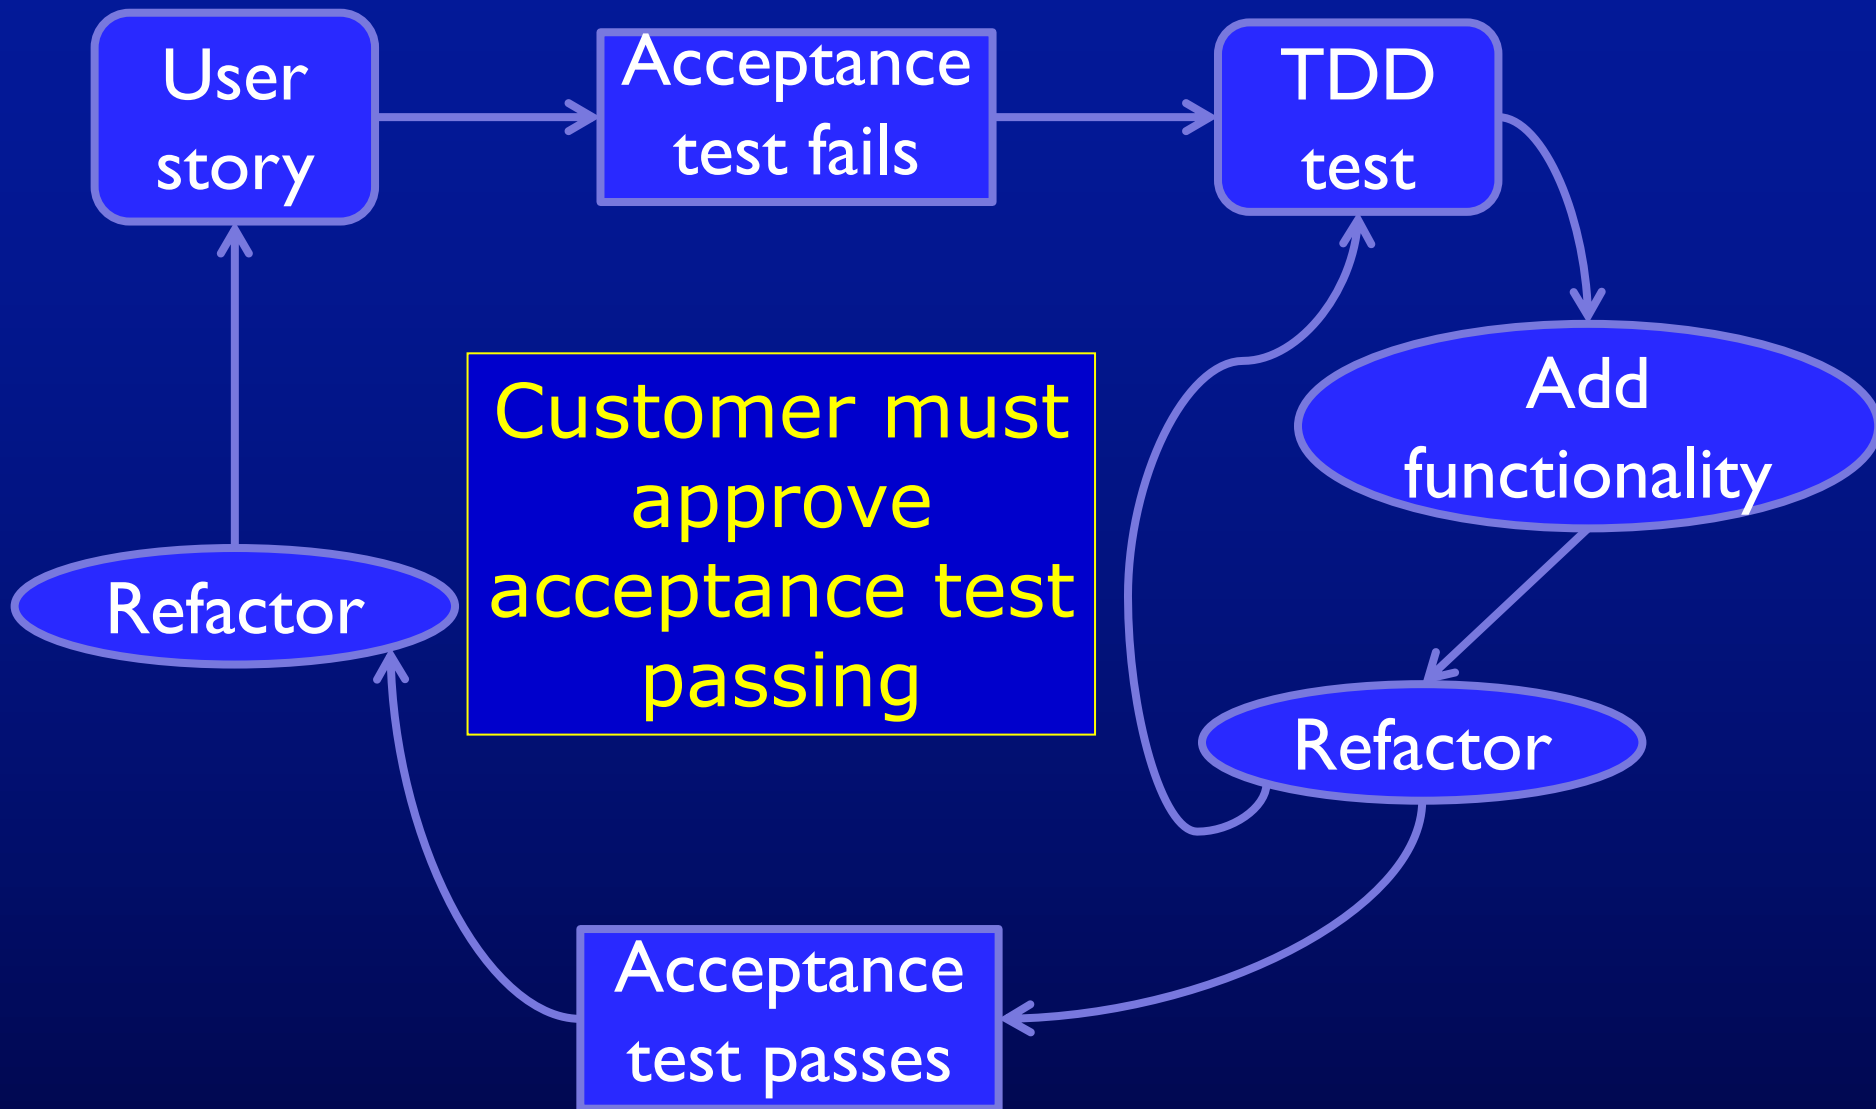 User
story
Acceptance
test fails
TDD
test
Add
functionality
Customer must
approve
acceptance test
passing
Refactor
Refactor
Acceptance
test passes